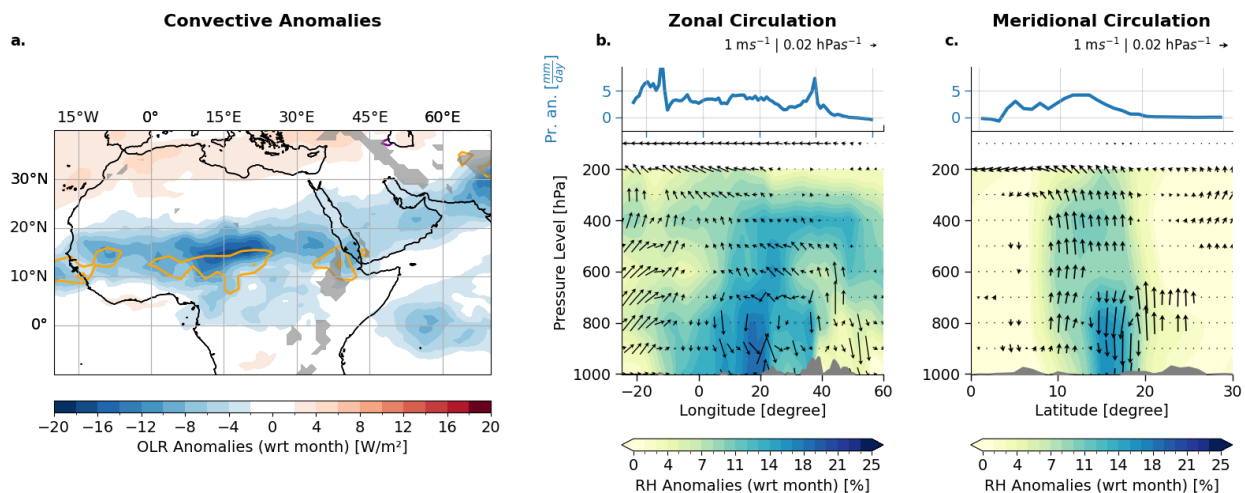 Convective Anomalies
a.
15°W 0° 15°E 30°E 45°E 60°E
30°N
20°N
10°N
0°
−20 −16 −12 −8 −4 −2 0 2 4 8 12 16 20
OLR Anomalies (wrt month) [W/m²]
Zonal Circulation
b.
1 ms⁻¹ | 0.02 hPas⁻¹
Pr. an. [mm/day]
5
0
Pressure Level [hPa]
200
400
600
800
1000
−20 0 20 40 60
Longitude [degree]
0 4 7 11 14 18 21 25
RH Anomalies (wrt month) [%]
Meridional Circulation
c.
1 ms⁻¹ | 0.02 hPas⁻¹
5
0
200
400
600
800
1000
0 10 20 30
Latitude [degree]
0 4 7 11 14 18 21 25
RH Anomalies (wrt month) [%]